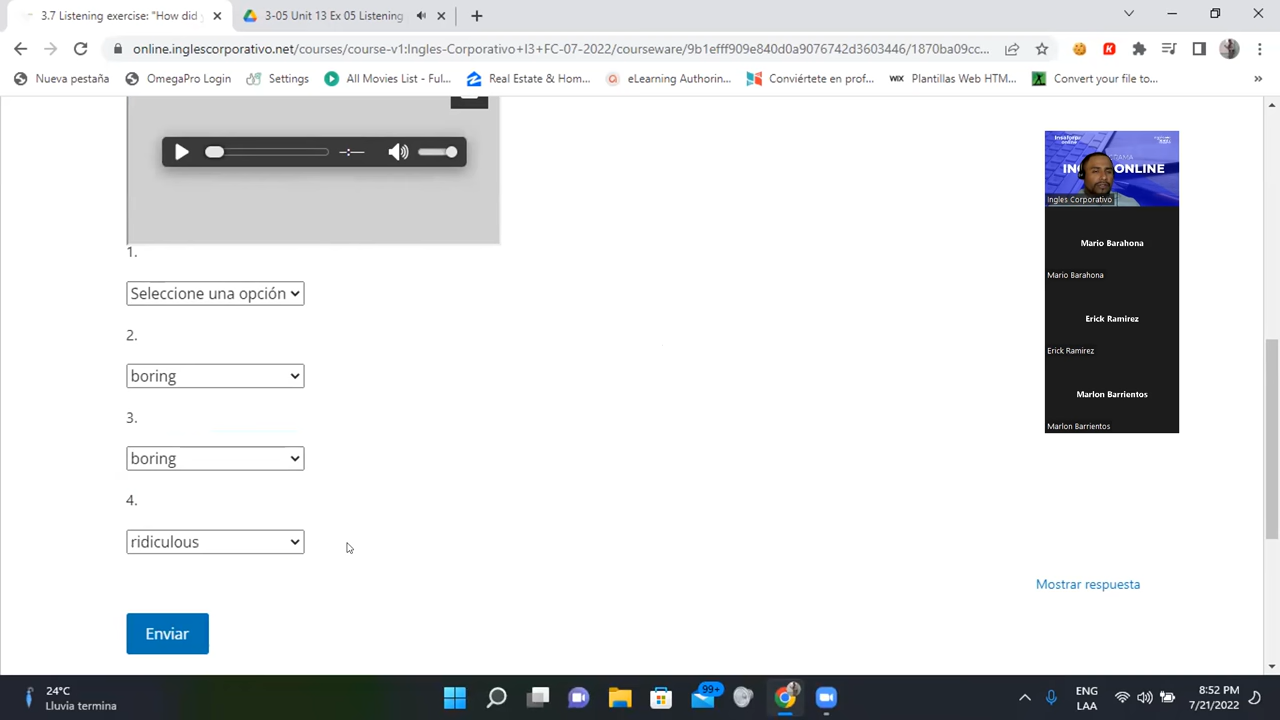 3.7 Listening exercise: "How did y
3-05 Unit 13 Ex 05 Listening
online.inglescorporativo.net/courses/course-v1:Ingles-Corporativo+I3+FC-07-2022/courseware/9b1efff909e840d0a9076742d3603446/1870ba09cc...
Nueva pestaña
OmegaPro Login
Settings
All Movies List - Ful...
Real Estate & Hom...
eLearning Authorin...
Conviértete en prof...
WIX Plantillas Web HTM...
Convert your file to...
»
-:--
1.
Seleccione una opción
2.
boring
3.
boring
4.
ridiculous
Mostrar respuesta
Enviar
Ingles Corporativo
Mario Barahona
Mario Barahona
Erick Ramirez
Erick Ramirez
Marlon Barrientos
Marlon Barrientos
24°C
Lluvia termina
99+
ENG
LAA
8:52 PM
7/21/2022